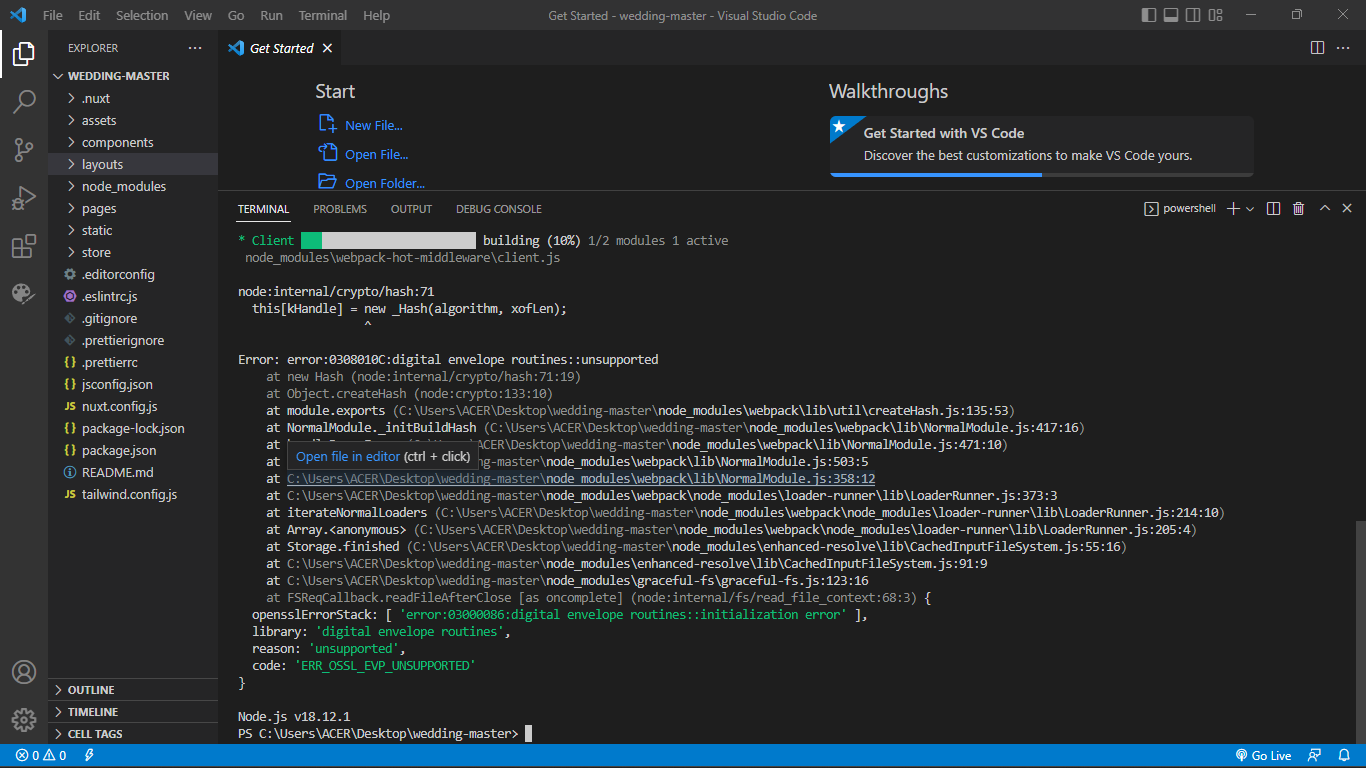 File Edit Selection View Go Run Terminal Help
Get Started - wedding-master - Visual Studio Code
EXPLORER
WEDDING-MASTER
.nuxt
assets
components
layouts
node_modules
pages
static
store
.editorconfig
.eslintrc.js
.gitignore
.prettierignore
.prettierrc
jsconfig.json
nuxt.config.js
package-lock.json
package.json
README.md
tailwind.config.js
OUTLINE
TIMELINE
CELL TAGS
Get Started
Start
New File...
Open File...
Open Folder...
Walkthroughs
Get Started with VS Code
Discover the best customizations to make VS Code yours.
TERMINAL PROBLEMS OUTPUT DEBUG CONSOLE
powershell
* Client building (10%) 1/2 modules 1 active
node_modules\webpack-hot-middleware\client.js
node:internal/crypto/hash:71
this[kHandle] = new _Hash(algorithm, xofLen);
^
Error: error:0308010C:digital envelope routines::unsupported
at new Hash (node:internal/crypto/hash:71:19)
at Object.createHash (node:crypto:133:10)
at module.exports (C:\Users\ACER\Desktop\wedding-master\node_modules\webpack\lib\util\createHash.js:135:53)
at NormalModule._initBuildHash (C:\Users\ACER\Desktop\wedding-master\node_modules\webpack\lib\NormalModule.js:417:16)
at ACER\Desktop\wedding-master\node_modules\webpack\lib\NormalModule.js:471:10)
Open file in editor (ctrl + click)
at wedding-master\node_modules\webpack\lib\NormalModule.js:503:5
at C:\Users\ACER\Desktop\wedding-master\node_modules\webpack\lib\NormalModule.js:358:12
at C:\Users\ACER\Desktop\wedding-master\node_modules\webpack\node_modules\loader-runner\lib\LoaderRunner.js:373:3
at iterateNormalLoaders (C:\Users\ACER\Desktop\wedding-master\node_modules\webpack\node_modules\loader-runner\lib\LoaderRunner.js:214:10)
at Array.<anonymous> (C:\Users\ACER\Desktop\wedding-master\node_modules\webpack\node_modules\loader-runner\lib\LoaderRunner.js:205:4)
at Storage.finished (C:\Users\ACER\Desktop\wedding-master\node_modules\enhanced-resolve\lib\CachedInputFileSystem.js:55:16)
at C:\Users\ACER\Desktop\wedding-master\node_modules\enhanced-resolve\lib\CachedInputFileSystem.js:91:9
at C:\Users\ACER\Desktop\wedding-master\node_modules\graceful-fs\graceful-fs.js:123:16
at FSReqCallback.readFileAfterClose [as oncomplete] (node:internal/fs/read_file_context:68:3) {
opensslErrorStack: [ 'error:03000086:digital envelope routines::initialization error' ],
library: 'digital envelope routines',
reason: 'unsupported',
code: 'ERR_OSSL_EVP_UNSUPPORTED'
}
Node.js v18.12.1
PS C:\Users\ACER\Desktop\wedding-master>
0 0
Go Live